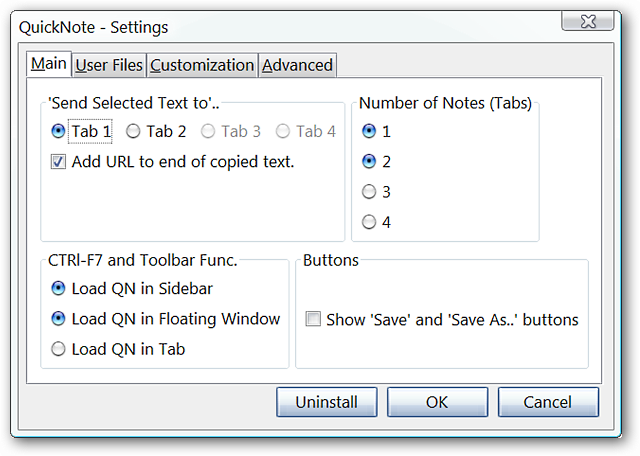 QuickNote - Settings
Main User Files Customization Advanced
'Send Selected Text to'..
Tab 1 Tab 2 Tab 3 Tab 4
Add URL to end of copied text.
Number of Notes (Tabs)
1
2
3
4
CTRl-F7 and Toolbar Func.
Load QN in Sidebar
Load QN in Floating Window
Load QN in Tab
Buttons
Show 'Save' and 'Save As..' buttons
Uninstall OK Cancel